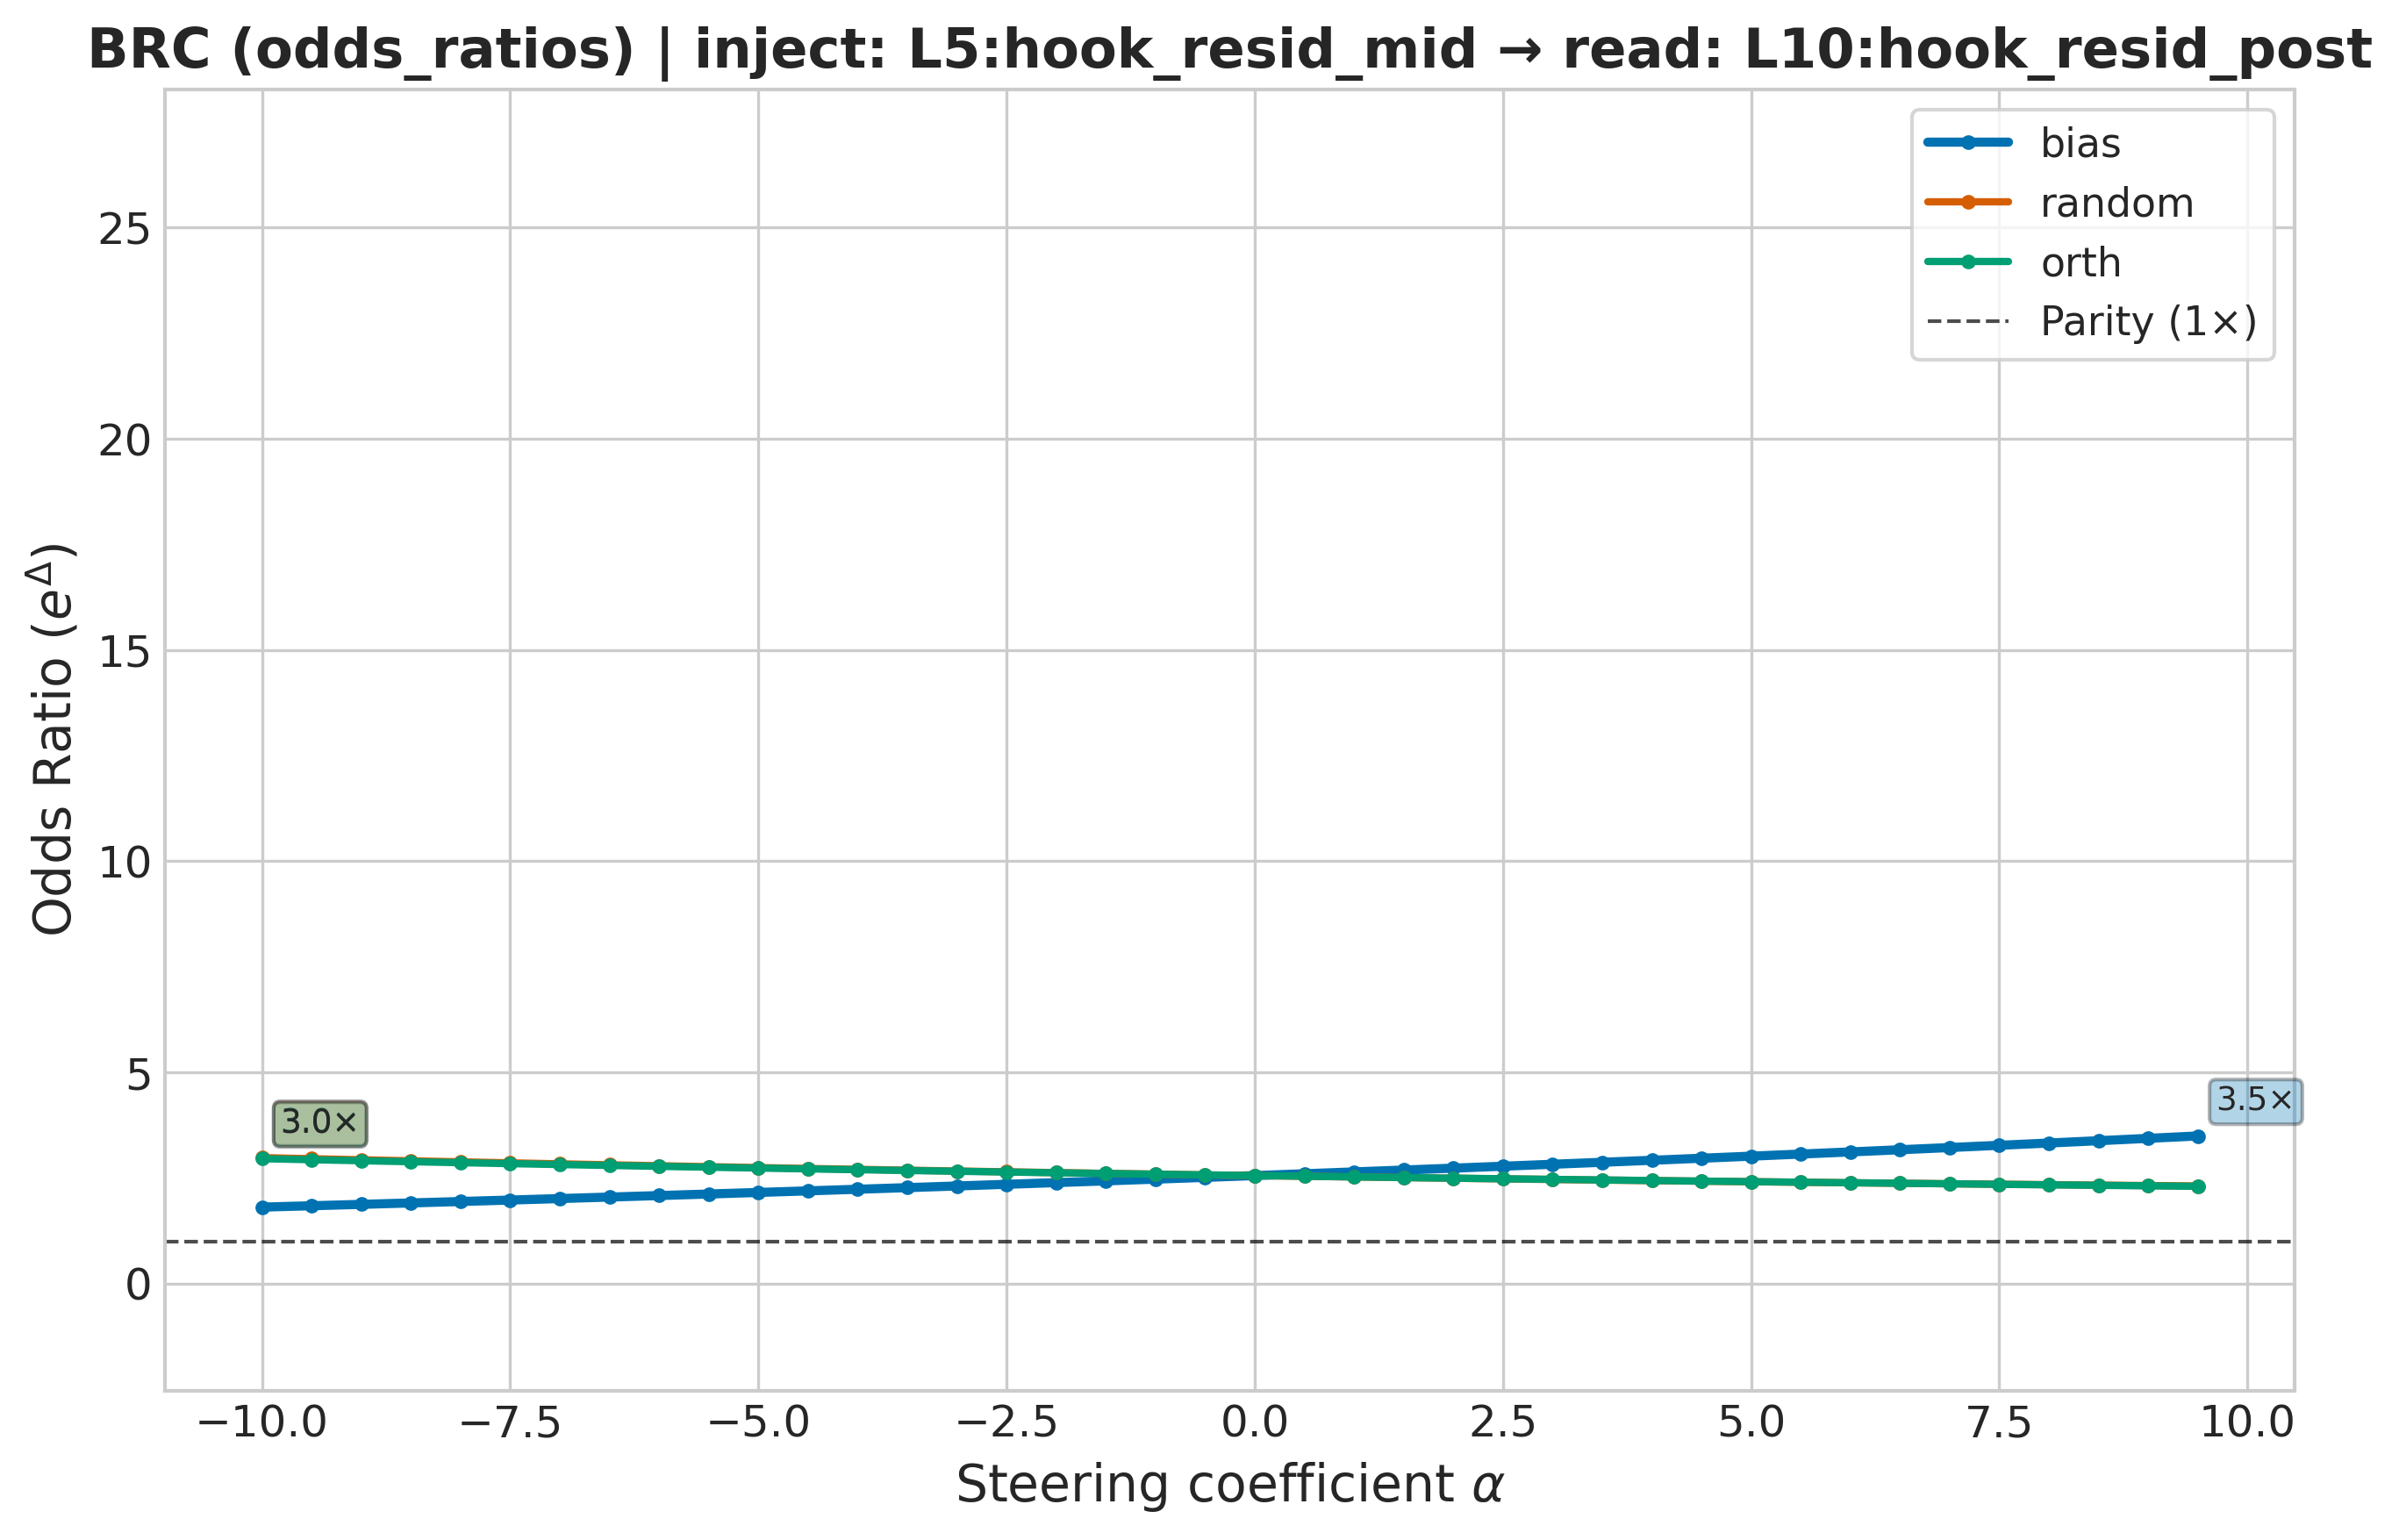 BRC (odds_ratios) | inject: L5:hook_resid_mid → read: L10:hook_resid_post
bias
random
orth
Parity (1×)
25
20
15
10
5
0
Odds Ratio (e^Δ)
3.0×
3.5×
−10.0 −7.5 −5.0 −2.5 0.0 2.5 5.0 7.5 10.0
Steering coefficient α